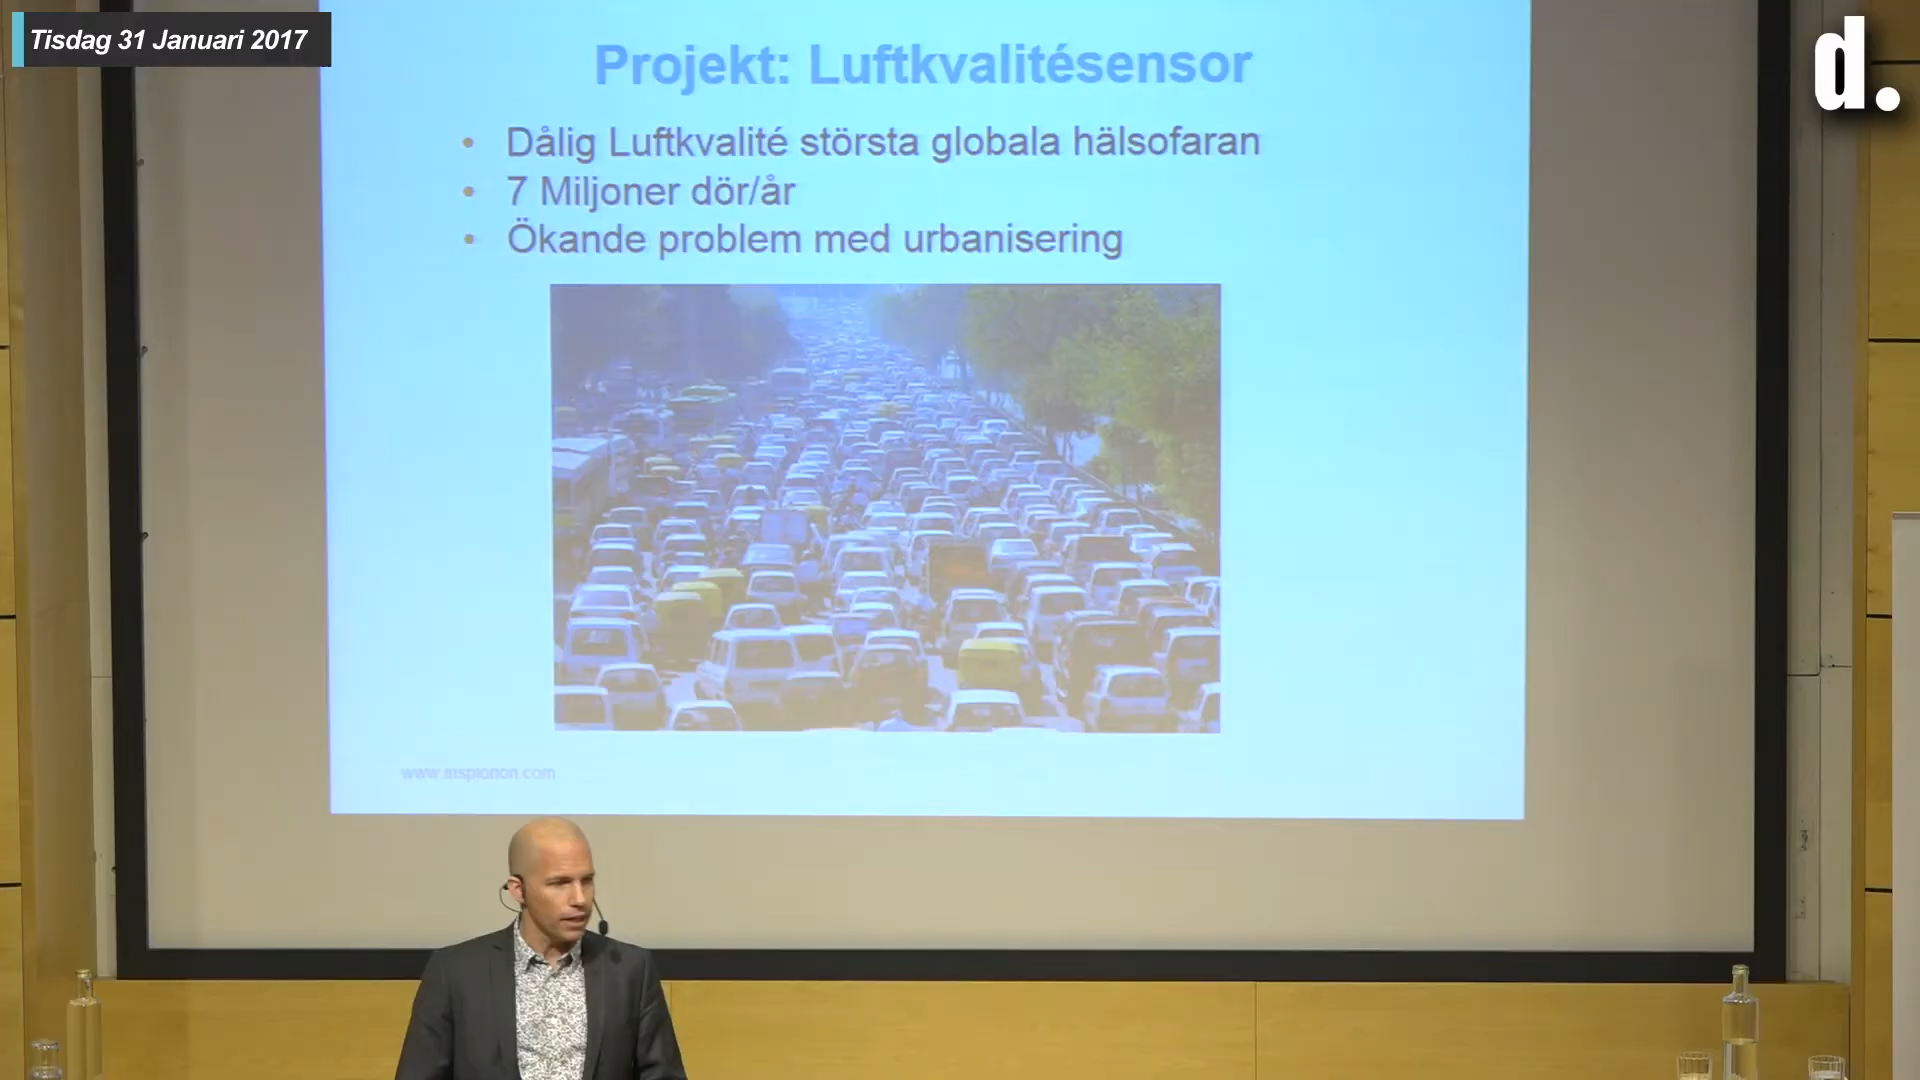 Tisdag 31 Januari 2017
d.
Projekt: Luftkvalitésensor
• Dålig Luftkvalité största globala hälsofaran
• 7 Miljoner dör/år
• Ökande problem med urbanisering
www.insplorion.com